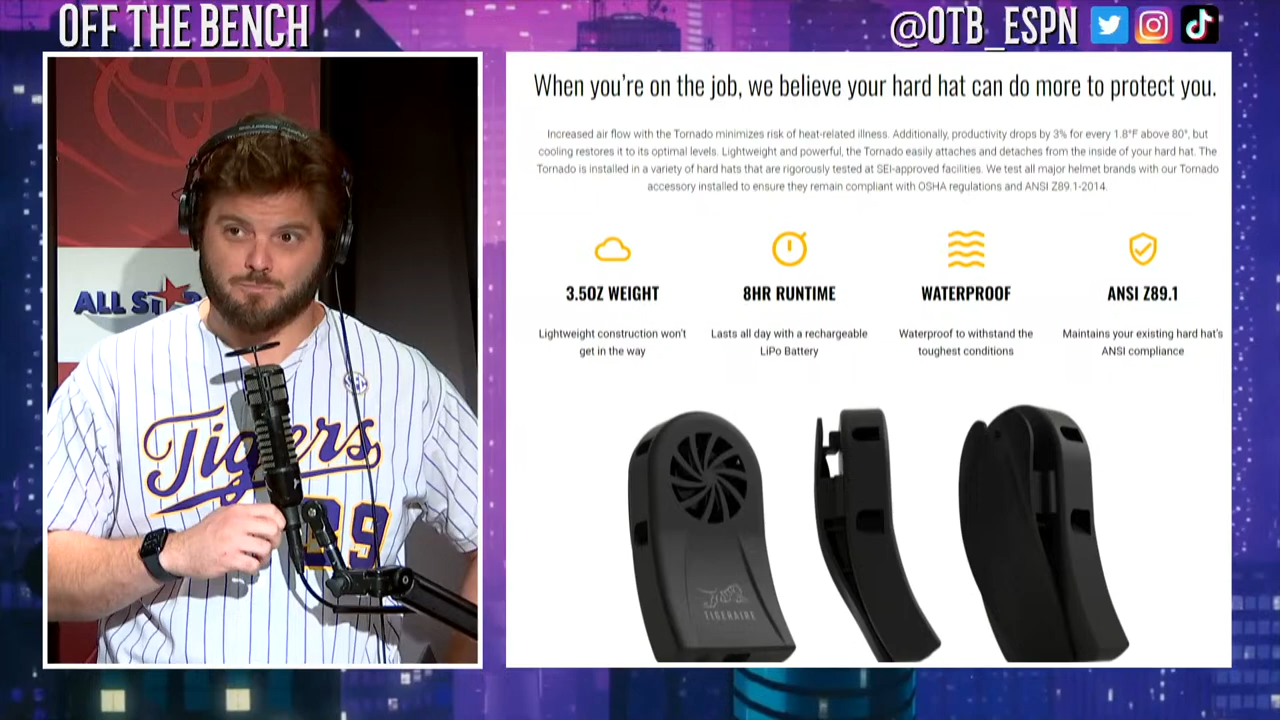 OFF THE BENCH
@OTB_ESPN
When you're on the job, we believe your hard hat can do more to protect you.
Increased air flow with the Tornado minimizes risk of heat-related illness. Additionally, productivity drops by 3% for every 1.8°F above 80°, but
cooling restores it to its optimal levels. Lightweight and powerful, the Tornado easily attaches and detaches from the inside of your hard hat. The
Tornado is installed in a variety of hard hats that are rigorously tested at SEI-approved facilities. We test all major helmet brands with our Tornado
accessory installed to ensure they remain compliant with OSHA regulations and ANSI Z89.1-2014.
3.5OZ WEIGHT
Lightweight construction won't
get in the way
8HR RUNTIME
Lasts all day with a rechargeable
LiPo Battery
WATERPROOF
Waterproof to withstand the
toughest conditions
ANSI Z89.1
Maintains your existing hard hat's
ANSI compliance
TIGERAIRE
ALL
Tigers